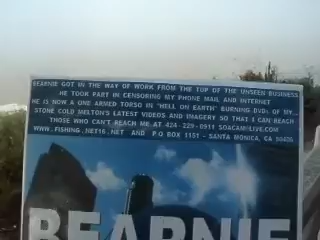 BEARNIE GOT IN THE WAY OF WORK FROM THE TOP OF THE UNSEEN BUSINESS
HE TOOK PART IN CENSORING MY PHONE MAIL AND INTERNET
HE IS NOW A ONE ARMED TORSO IN "HELL ON EARTH" BURNING DVDs OF MY...
STONE COLD MELTON'S LATEST VIDEOS AND IMAGERY SO THAT I CAN REACH
THOSE WHO CAN'T REACH ME AT 424-229-0911 SOACAM@LIVE.COM
WWW.FISHING.NET16.NET AND P.O BOX 1151 - SANTA MONICA, CA 90406
BEARNIE